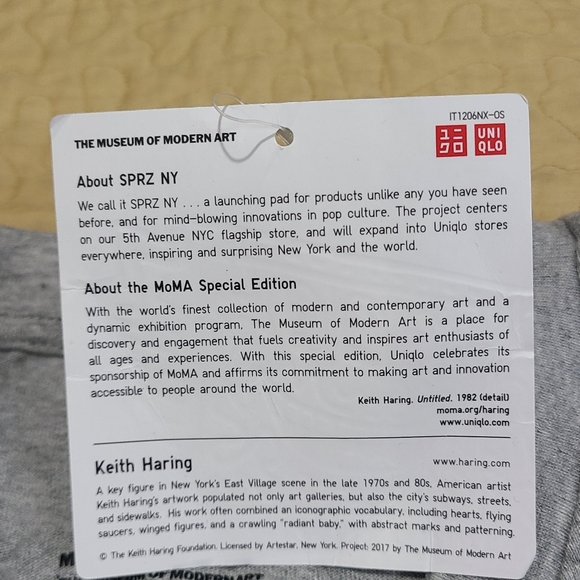 THE MUSEUM OF MODERN ART
IT1206NX-OS
ユニ UNI
クロ QLO
About SPRZ NY
We call it SPRZ NY . . . a launching pad for products unlike any you have seen
before, and for mind-blowing innovations in pop culture. The project centers
on our 5th Avenue NYC flagship store, and will expand into Uniqlo stores
everywhere, inspiring and surprising New York and the world.
About the MoMA Special Edition
With the world's finest collection of modern and contemporary art and a
dynamic exhibition program, The Museum of Modern Art is a place for
discovery and engagement that fuels creativity and inspires art enthusiasts of
all ages and experiences. With this special edition, Uniqlo celebrates its
sponsorship of MoMA and affirms its commitment to making art and innovation
accessible to people around the world.
Keith Haring. Untitled. 1982 (detail)
moma.org/haring
www.uniqlo.com
Keith Haring www.haring.com
A key figure in New York's East Village scene in the late 1970s and 80s, American artist
Keith Haring's artwork populated not only art galleries, but also the city's subways, streets,
and sidewalks. His work often combined an iconographic vocabulary, including hearts, flying
saucers, winged figures, and a crawling "radiant baby," with abstract marks and patterning.
© The Keith Haring Foundation. Licensed by Artestar, New York. Project: 2017 by The Museum of Modern Art
OF MODERN ART